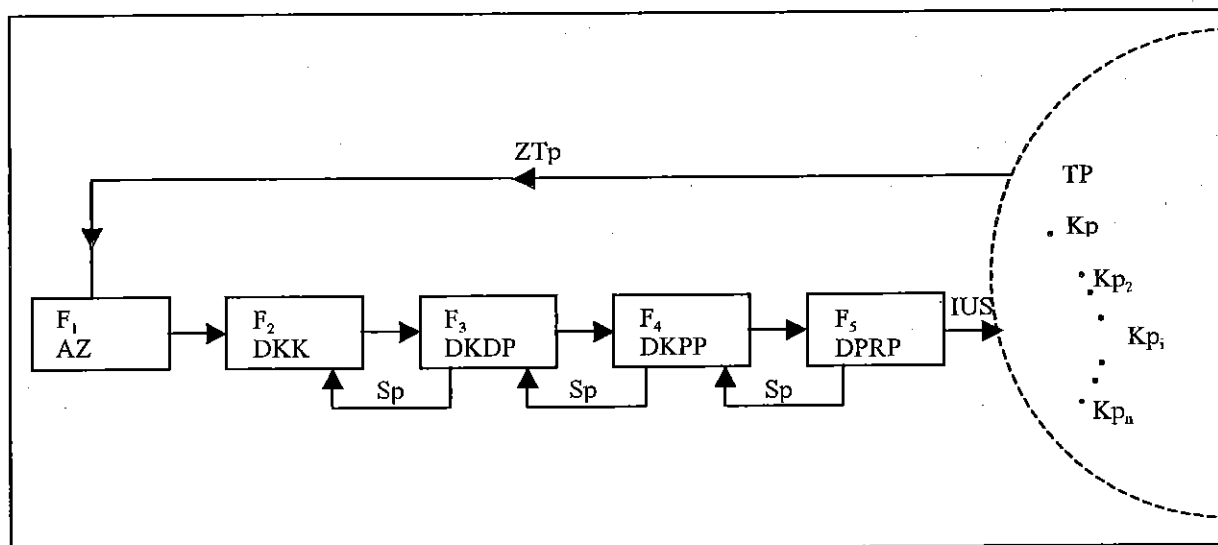 ZTp
TP
Kp
Kp₂
Kpᵢ
Kpₙ
F₁
AZ
F₂
DKK
F₃
DKDP
F₄
DKPP
F₅
DPRP
IUS
Sp
Sp
Sp